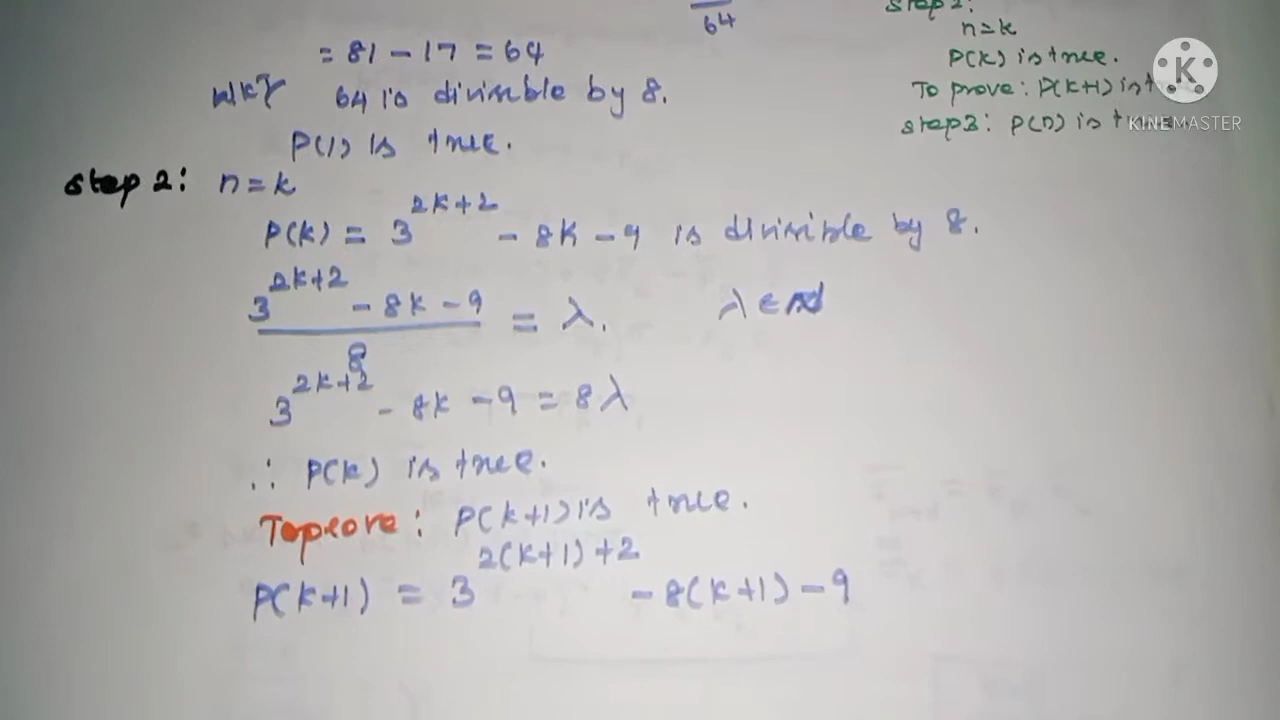 64
= 81 - 17 = 64
WKT 64 is divisible by 8.
P(1) is true.
step 2:
n=k
P(k) is true.
To prove: P(k+1) is
step 3: P(n) is true
K
KINEMASTER
step 2: n = k
P(k) = 3^{2k+2} - 8k - 9 is divisible by 8.
3^{2k+2} - 8k - 9
= λ. λ ∈ N
8
3^{2k+2} - 8k - 9 = 8λ
∴ P(k) is true.
To prove: P(k+1) is true.
P(k+1) = 3^{2(k+1)+2} - 8(k+1) - 9